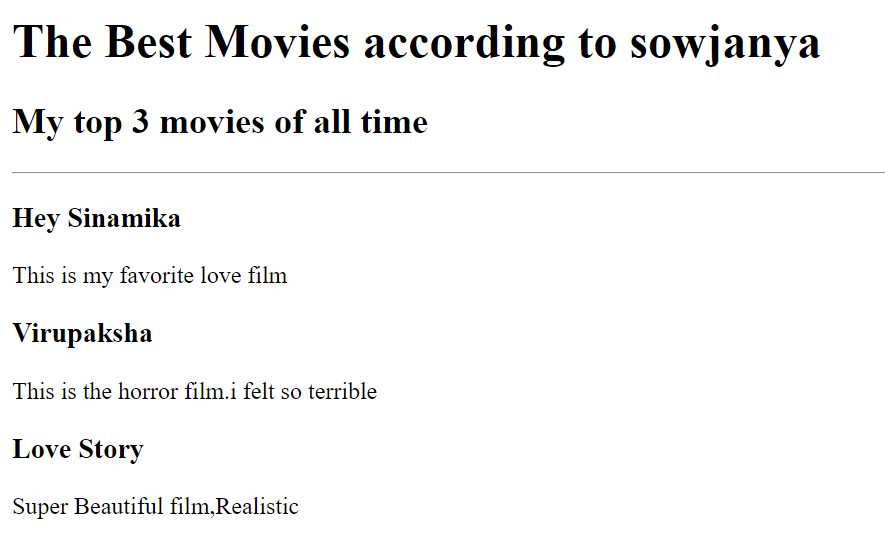 The Best Movies according to sowjanya
My top 3 movies of all time
Hey Sinamika
This is my favorite love film
Virupaksha
This is the horror film.i felt so terrible
Love Story
Super Beautiful film,Realistic